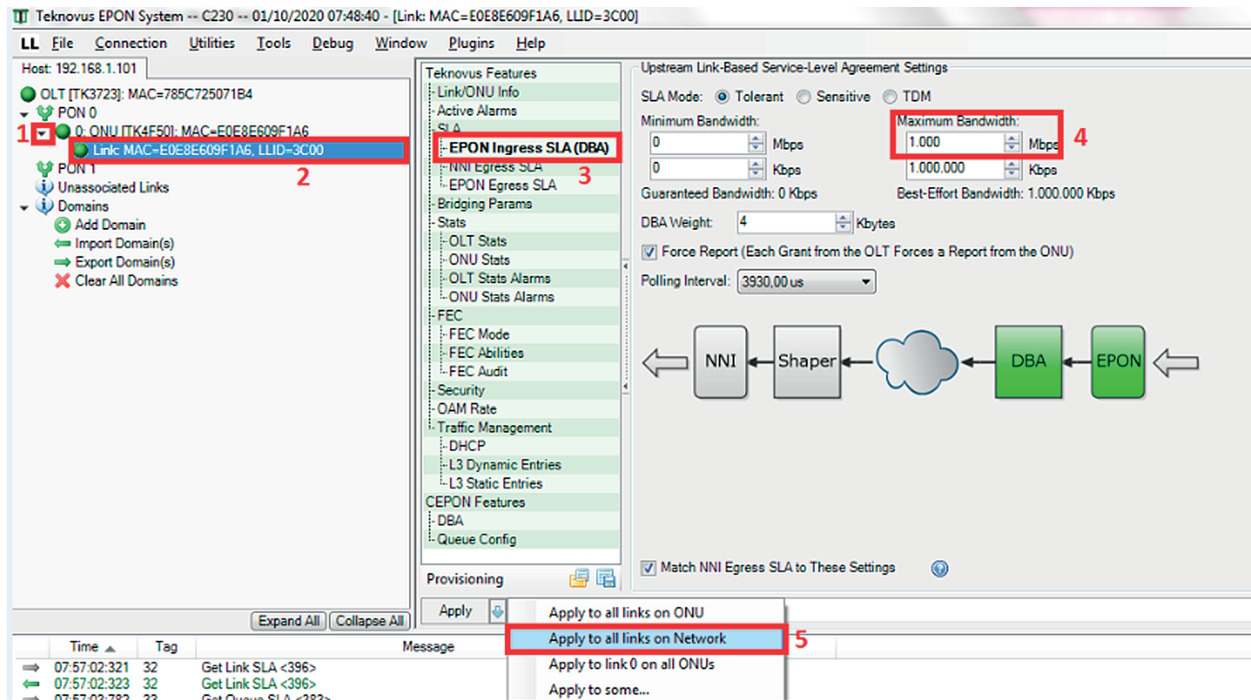 Teknovus EPON System -- C230 -- 01/10/2020 07:48:40 - [Link: MAC=E0E8E609F1A6, LLID=3C00]
LL File Connection Utilities Tools Debug Window Plugins Help
Host: 192.168.1.101
OLT [TK3723]: MAC=785C725071B4
PON 0
1
0: ONU [TK4F50]: MAC=E0E8E609F1A6
Link: MAC=E0E8E609F1A6, LLID=3C00
2
PON 1
Unassociated Links
Domains
Add Domain
Import Domain(s)
Export Domain(s)
Clear All Domains
Expand All
Collapse All
Teknovus Features
Link/ONU Info
Active Alarms
SLA
EPON Ingress SLA (DBA)
NNI Egress SLA
3
EPON Egress SLA
Bridging Params
Stats
OLT Stats
ONU Stats
OLT Stats Alarms
ONU Stats Alarms
FEC
FEC Mode
FEC Abilities
FEC Audit
Security
OAM Rate
Traffic Management
DHCP
L3 Dynamic Entries
L3 Static Entries
CEPON Features
DBA
Queue Config
Provisioning
Apply
Upstream Link-Based Service-Level Agreement Settings
SLA Mode: Tolerant Sensitive TDM
Minimum Bandwidth: Maximum Bandwidth:
0 Mbps 1.000 Mbps
4
0 Kbps 1.000.000 Kbps
Guaranteed Bandwidth: 0 Kbps Best-Effort Bandwidth: 1.000.000 Kbps
DBA Weight: 4 Kbytes
Force Report (Each Grant from the OLT Forces a Report from the ONU)
Polling Interval: 3930,00 us
NNI Shaper DBA EPON
Match NNI Egress SLA to These Settings
Apply to all links on ONU
Apply to all links on Network
5
Apply to link 0 on all ONUs
Apply to some...
Time Tag Message
07:57:02:321 32 Get Link SLA <396>
07:57:02:323 32 Get Link SLA <396>
07:57:03:782 33 Get Queue SLA <383>